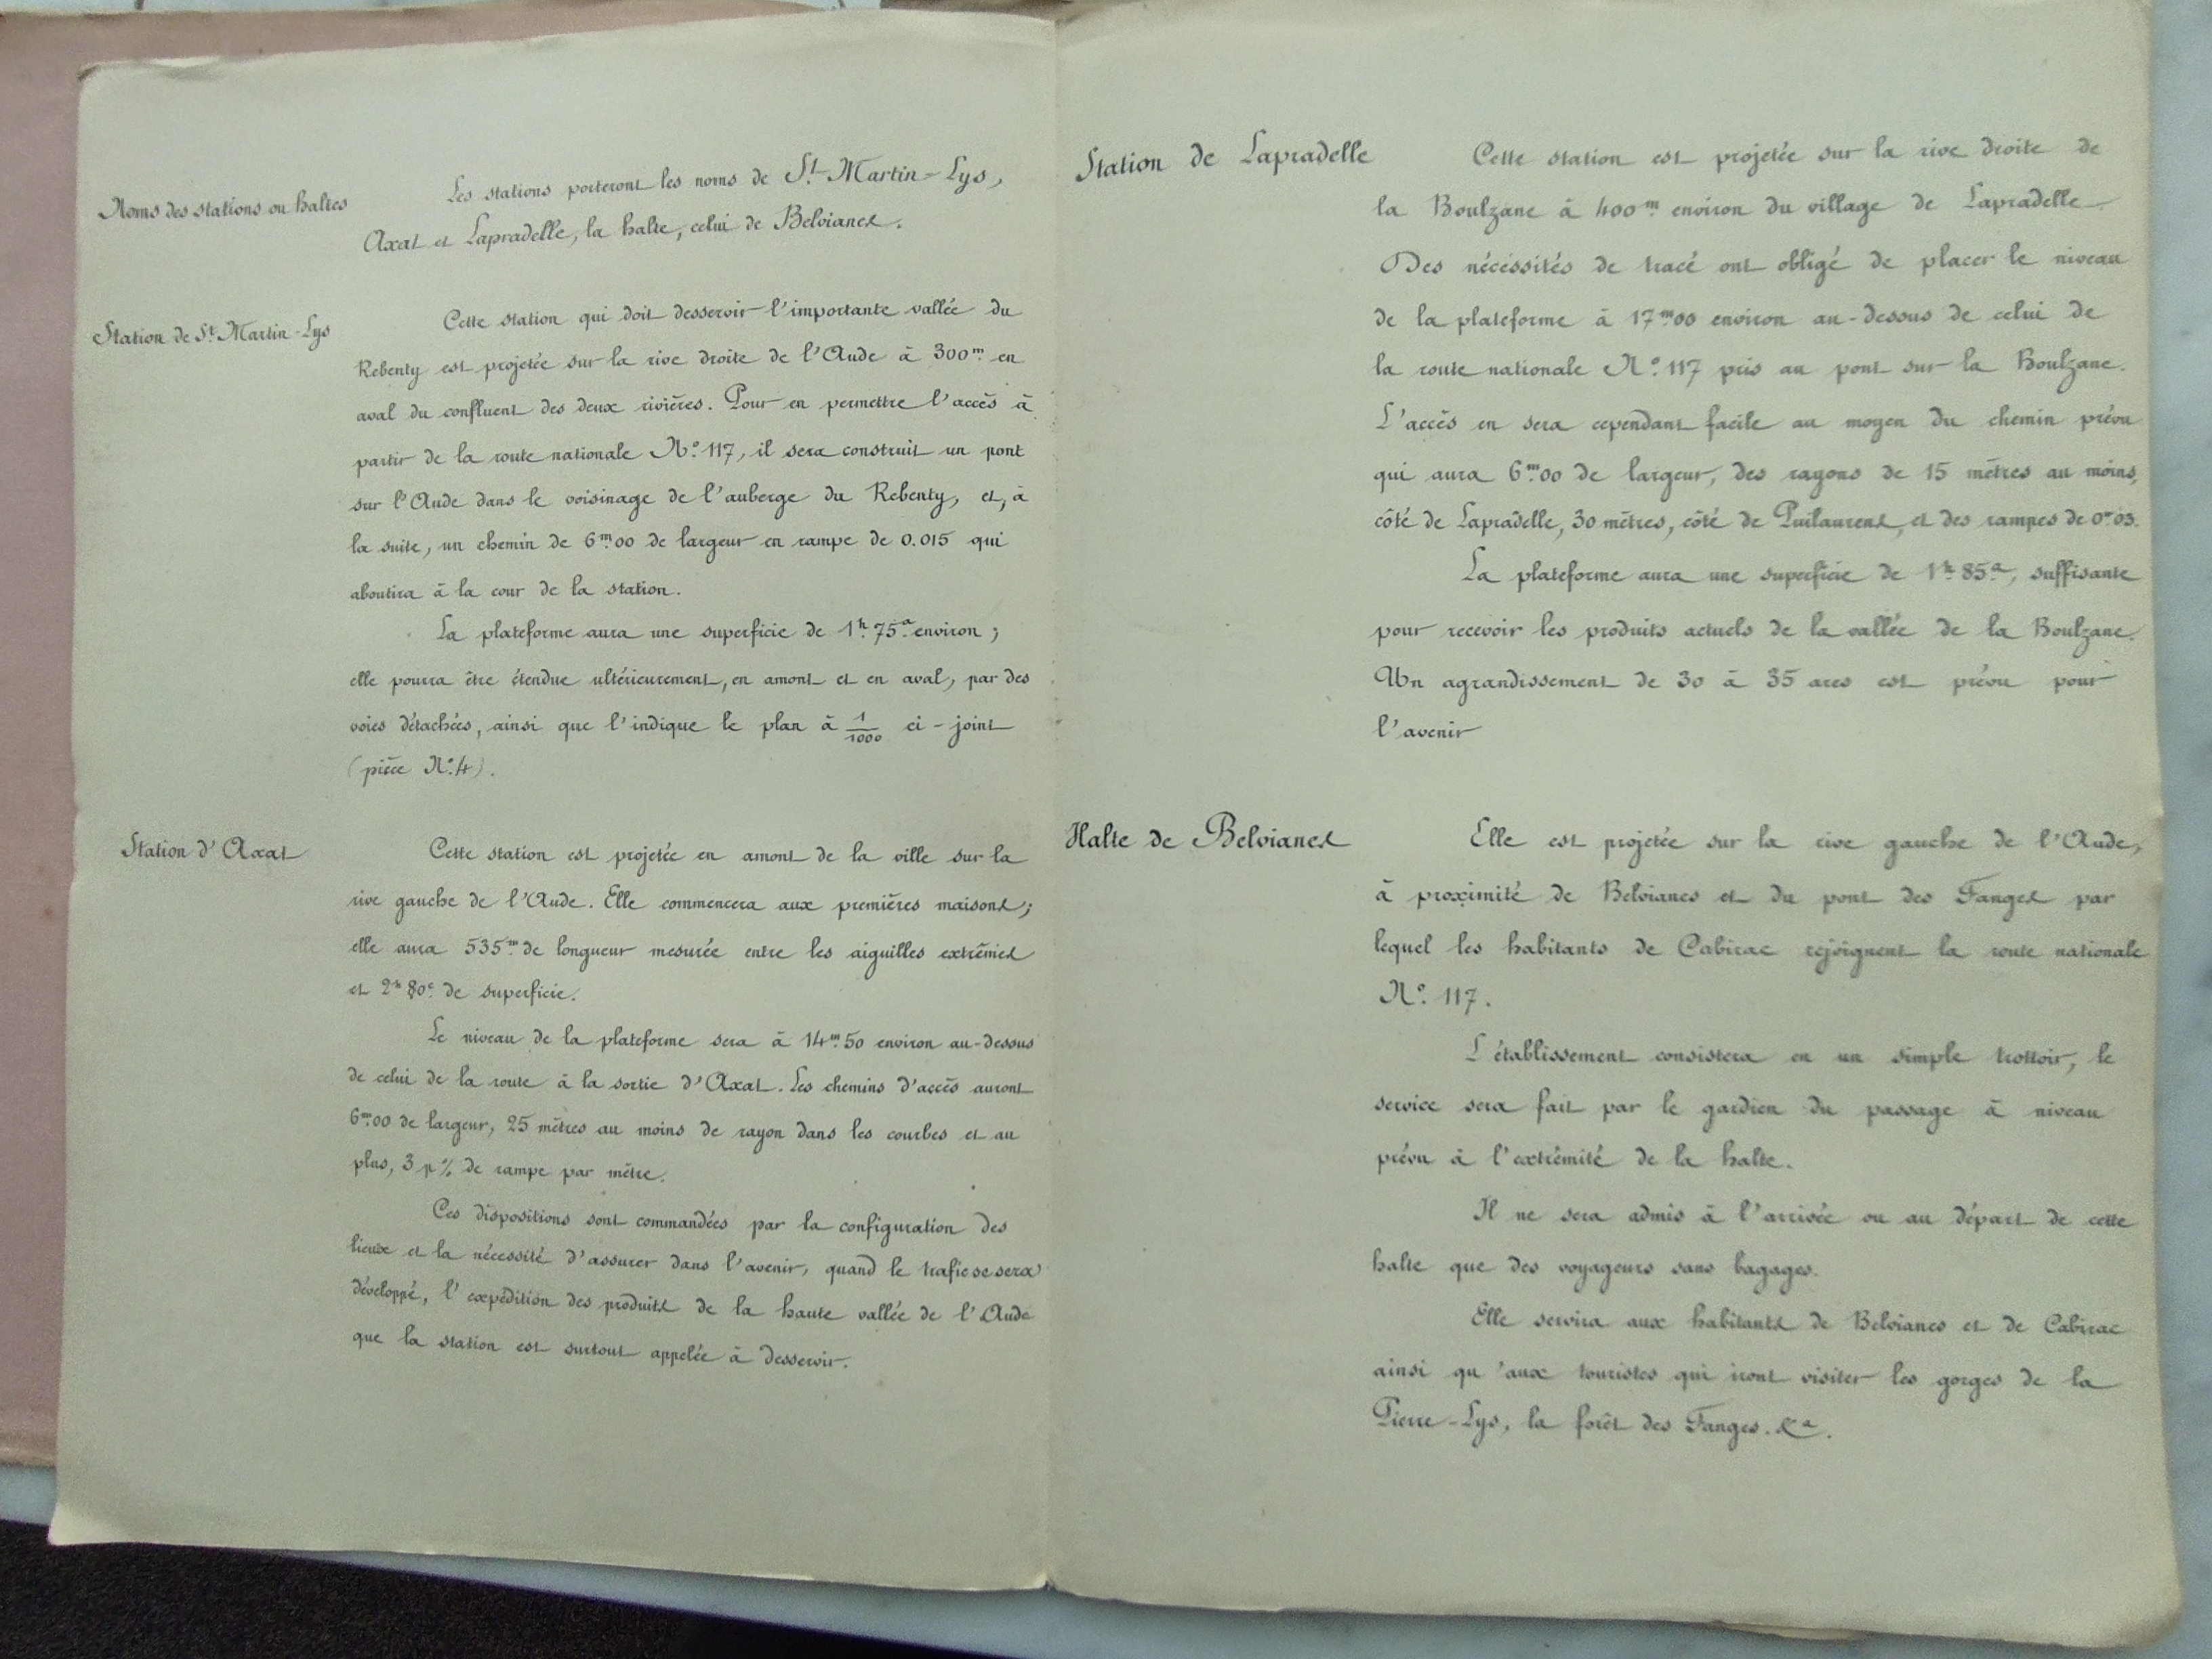 Noms des stations ou haltes
Les stations porteront les noms de St. Martin-Lys,
Axat et Lapradelle, la halte, celui de Belvianes.
Station de St. Martin-Lys
Cette station qui doit desservir l'importante vallée du
Rebenty est projetée sur la rive droite de l'Aude à 300m en
aval du confluent des deux rivières. Pour en permettre l'accès à
partir de la route nationale No. 117, il sera construit un pont
sur l'Aude dans le voisinage de l'auberge du Rebenty, et, à
la suite, un chemin de 6m.00 de largeur en rampe de 0.015 qui
aboutira à la cour de la station.
La plateforme aura une superficie de 1h. 75a. environ ;
elle pourra être étendue ultérieurement, en amont et en aval, par des
voies détachées, ainsi que l'indique le plan à 1/1000 ci-joint
(pièce No. 4).
Station d'Axat
Cette station est projetée en amont de la ville sur la
rive gauche de l'Aude. Elle commencera aux premières maisons;
elle aura 535m. de longueur mesurée entre les aiguilles extrêmes
et 2h 80c de superficie.
Le niveau de la plateforme sera à 14m.50 environ au-dessus
de celui de la route à la sortie d'Axat. Les chemins d'accès auront
6m.00 de largeur, 25 mètres au moins de rayon dans les courbes et au
plus, 3 p% de rampe par mètre.
Ces dispositions sont commandées par la configuration des
lieux et la nécessité d'assurer dans l'avenir, quand le trafic se sera
développé, l'expédition des produits de la haute vallée de l'Aude
que la station est surtout appelée à desservir.
Station de Lapradelle
Cette station est projetée sur la rive droite de
la Boulzane à 400m environ du village de Lapradelle.
Des nécéssités de tracé ont obligé de placer le niveau
de la plateforme à 17m.00 environ au-dessus de celui de
la route nationale No. 117 pris au pont sur la Boulzane.
L'accès en sera cependant facile au moyen du chemin prévu
qui aura 6m.00 de largeur, des rayons de 15 mètres au moins,
côté de Lapradelle, 30 mètres, côté de Puilaurens, et des rampes de 0m.03.
La plateforme aura une superficie de 1h. 85a., suffisante
pour recevoir les produits actuels de la vallée de la Boulzane.
Un agrandissement de 30 à 35 ares est prévu pour
l'avenir
Halte de Belvianes
Elle est projetée sur la rive gauche de l'Aude,
à proximité de Belvianes et du pont des Fanges par
lequel les habitants de Cabirac rejoignent la route nationale
No. 117.
L'établissement consistera en un simple trottoir, le
service sera fait par le gardien du passage à niveau
prévu à l'extrémité de la halte.
Il ne sera admis à l'arrivée ou au départ de cette
halte que des voyageurs sans bagages.
Elle servira aux habitants de Belvianes et de Cabirac
ainsi qu'aux touristes qui iront visiter les gorges de la
Pierre-Lys, la forêt des Fanges. &a.